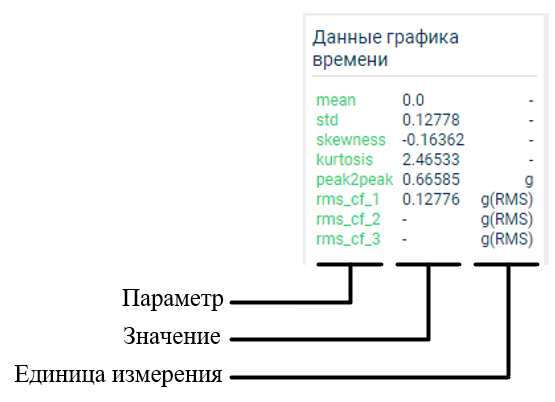 Данные графика
времени
mean 0.0 -
std 0.12778 -
skewness -0.16362 -
kurtosis 2.46533 -
peak2peak 0.66585 g
rms_cf_1 0.12776 g(RMS)
rms_cf_2 - g(RMS)
rms_cf_3 - g(RMS)
Параметр
Значение
Единица измерения